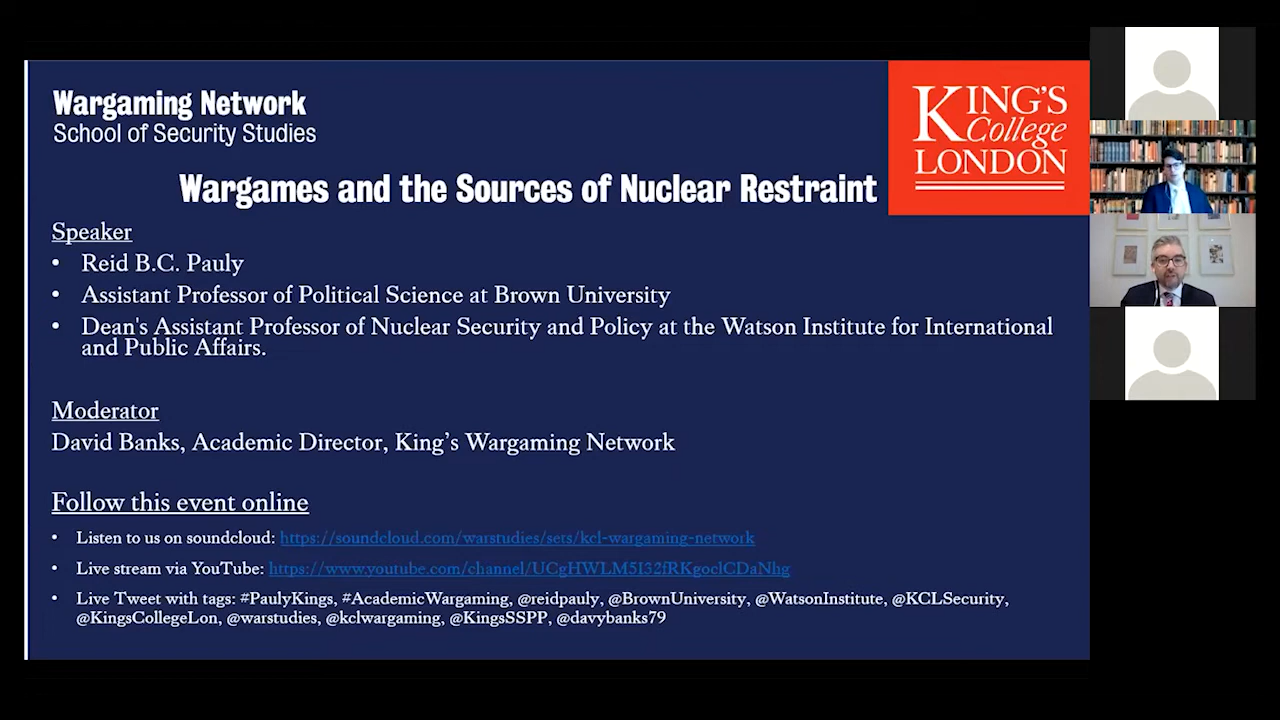 Wargaming Network
School of Security Studies
KING'S
College
LONDON
Wargames and the Sources of Nuclear Restraint
Speaker
• Reid B.C. Pauly
• Assistant Professor of Political Science at Brown University
• Dean's Assistant Professor of Nuclear Security and Policy at the Watson Institute for International
and Public Affairs.
Moderator
David Banks, Academic Director, King’s Wargaming Network
Follow this event online
• Listen to us on soundcloud: https://soundcloud.com/warstudies/sets/kcl-wargaming-network
• Live stream via YouTube: https://www.youtube.com/channel/UCgHWLM5I32fRKgoclCDaNhg
• Live Tweet with tags: #PaulyKings, #AcademicWargaming, @reidpauly, @BrownUniversity, @WatsonInstitute, @KCLSecurity,
@KingsCollegeLon, @warstudies, @kclwargaming, @KingsSSPP, @davybanks79